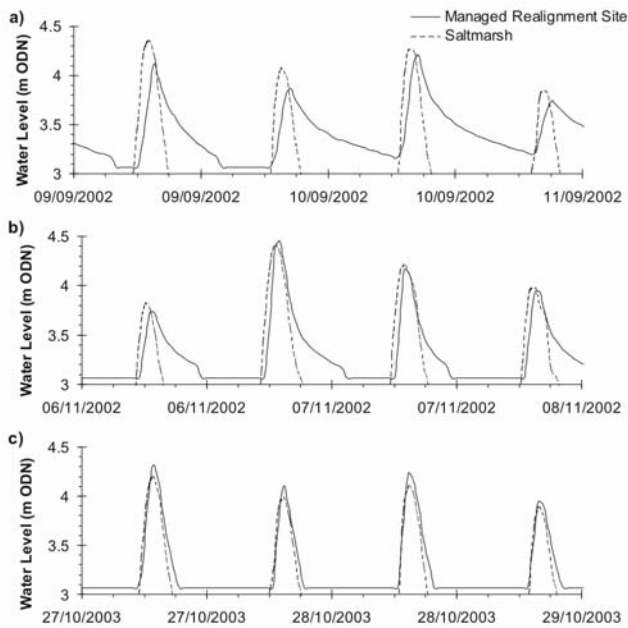 a)
Managed Realignment Site
Saltmarsh
Water Level (m ODN)
4.5
4
3.5
3
09/09/2002 09/09/2002 10/09/2002 10/09/2002 11/09/2002
b)
Water Level (m ODN)
4.5
4
3.5
3
06/11/2002 06/11/2002 07/11/2002 07/11/2002 08/11/2002
c)
Water Level (m ODN)
4.5
4
3.5
3
27/10/2003 27/10/2003 28/10/2003 28/10/2003 29/10/2003